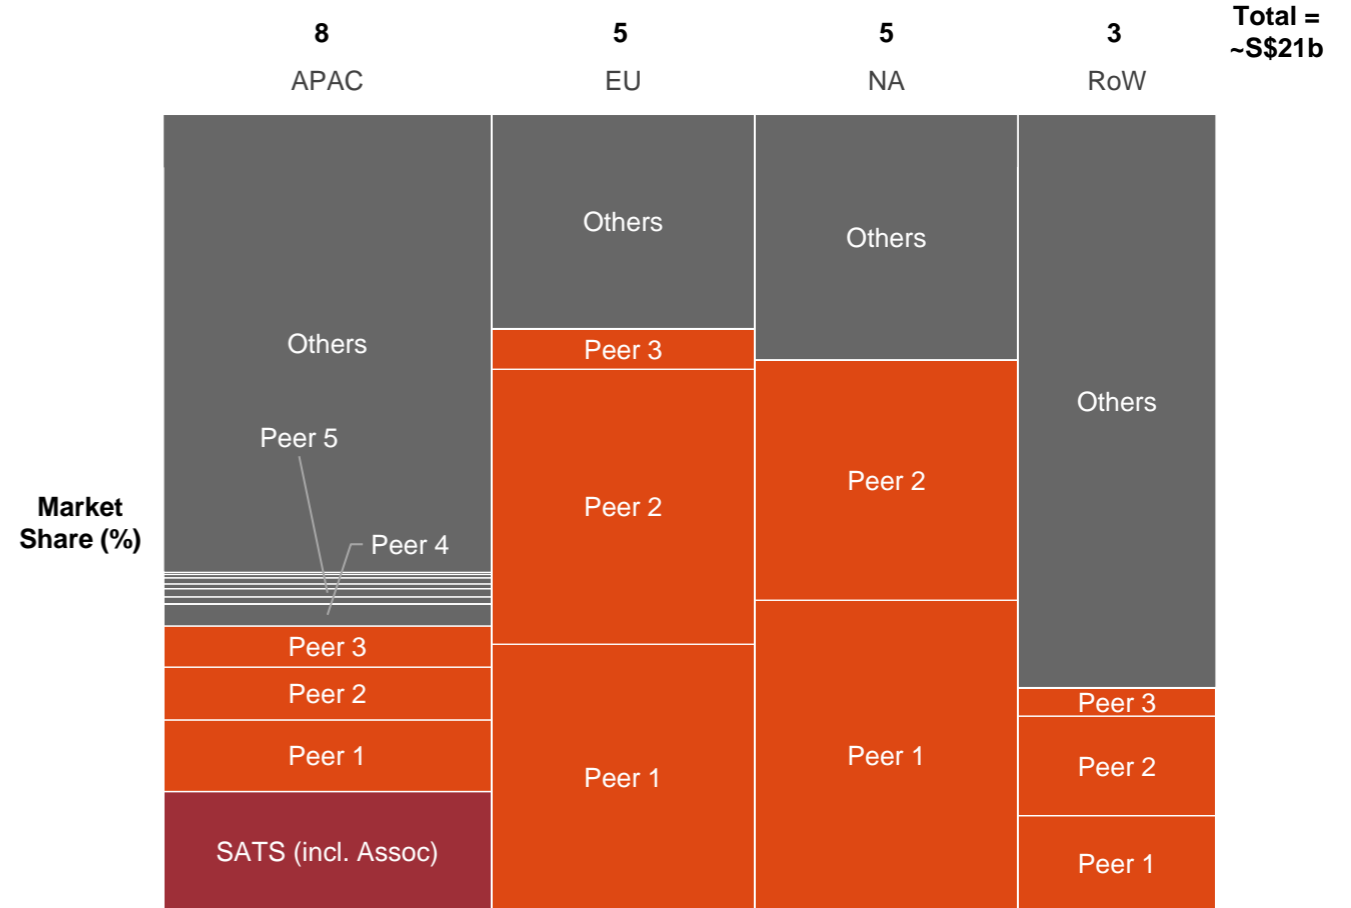 8
5
5
3
Total =
~S$21b
APAC
EU
NA
RoW
Market
Share (%)
Others
Peer 5
Peer 4
Peer 3
Peer 2
Peer 1
SATS (incl. Assoc)
Others
Peer 3
Peer 2
Peer 1
Others
Peer 2
Peer 1
Others
Peer 3
Peer 2
Peer 1